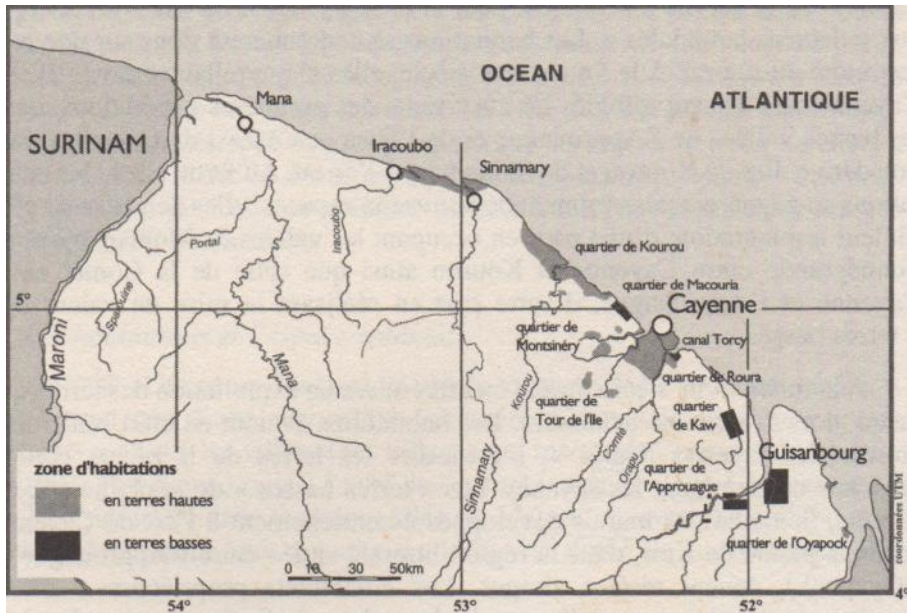 OCEAN
ATLANTIQUE
SURINAM
Mana
Iracoubo
Sinnamary
Portal
Iracoubo
Sparouine
quartier de Kourou
quartier de Macouria
5°
Cayenne
quartier de
Montsinéry
canal Torcy
Maroni
Mana
quartier de Roura
Kourou
quartier de
Tour de l'Ile
Comté
quartier
de Kaw
Orapu
Sinnamary
zone d'habitations
Guisanbourg
quartier de
l'Approuague
en terres hautes
en terres basses
quartier de l'Oyapock
0
10
50km
coordonnées UTM
54°
53°
52°
4°